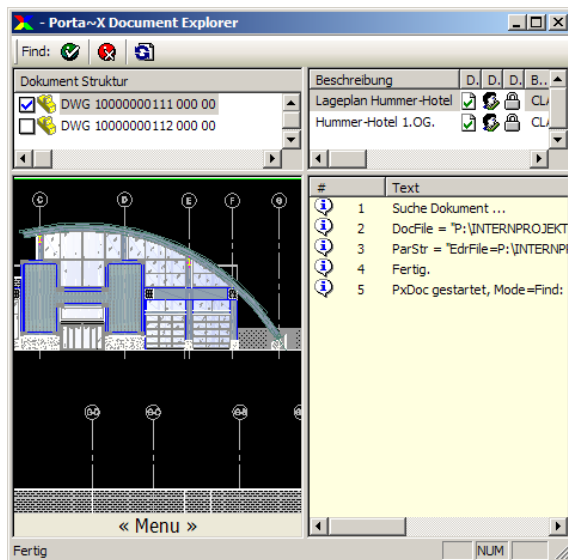 - Porta~X Document Explorer
Find:
Dokument Struktur
DWG 10000000111 000 00
DWG 10000000112 000 00
Beschreibung D. D. D. B..
Lageplan Hummer-Hotel CL
Hummer-Hotel 1.OG. CL
C D E F G
G-D G-C G-B
« Menu »
# Text
1 Suche Dokument ...
2 DocFile = "P:\INTERNPROJEKT
3 ParStr = "EdrFile=P:\INTERNP
4 Fertig.
5 PxDoc gestartet, Mode=Find:
Fertig
NUM